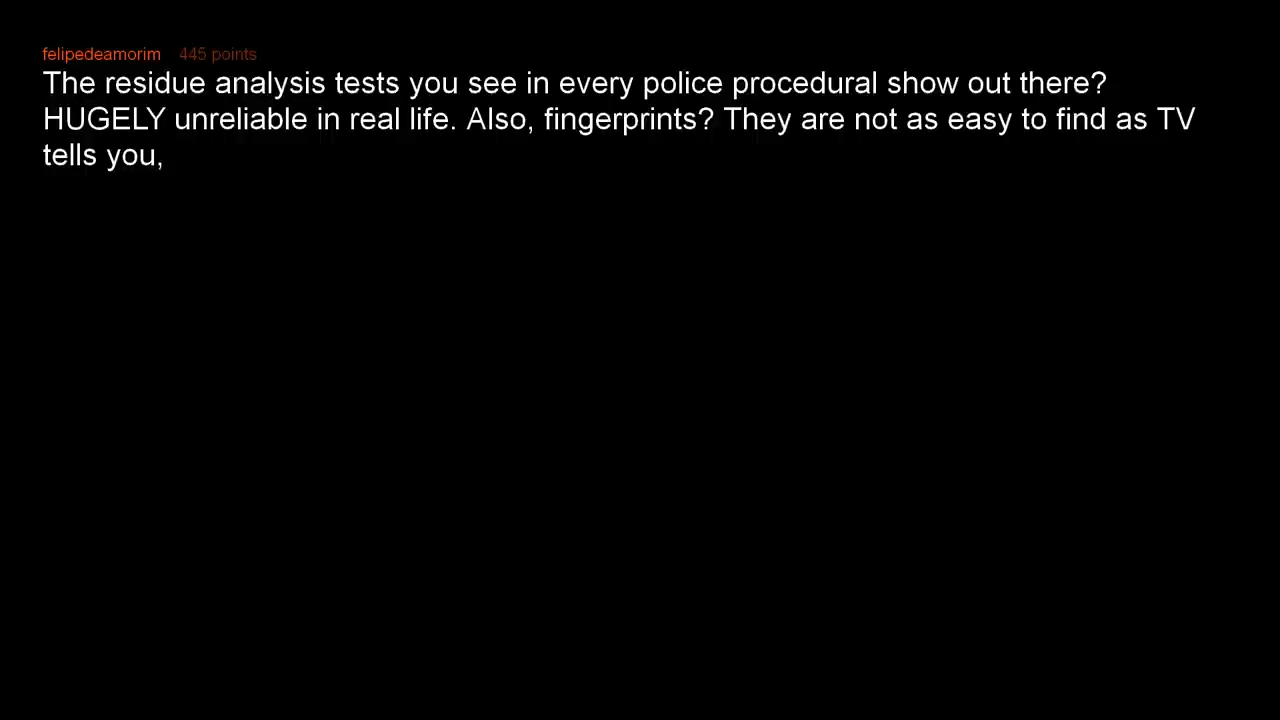 felipedeamorim 445 points
The residue analysis tests you see in every police procedural show out there?
HUGELY unreliable in real life. Also, fingerprints? They are not as easy to find as TV
tells you,